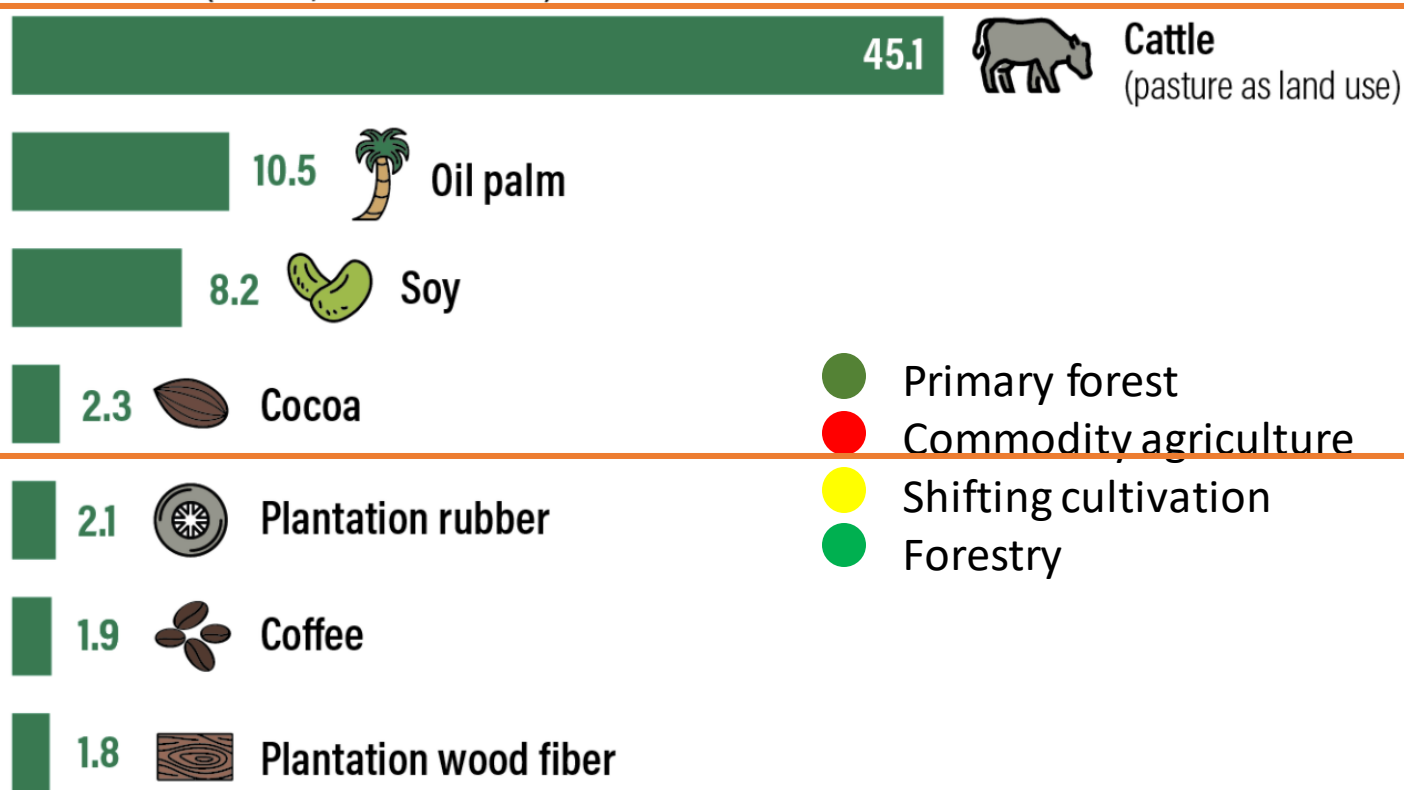 45.1
Cattle
(pasture as land use)
10.5
Oil palm
8.2
Soy
2.3
Cocoa
Primary forest
Commodity agriculture
2.1
Plantation rubber
Shifting cultivation
Forestry
1.9
Coffee
1.8
Plantation wood fiber